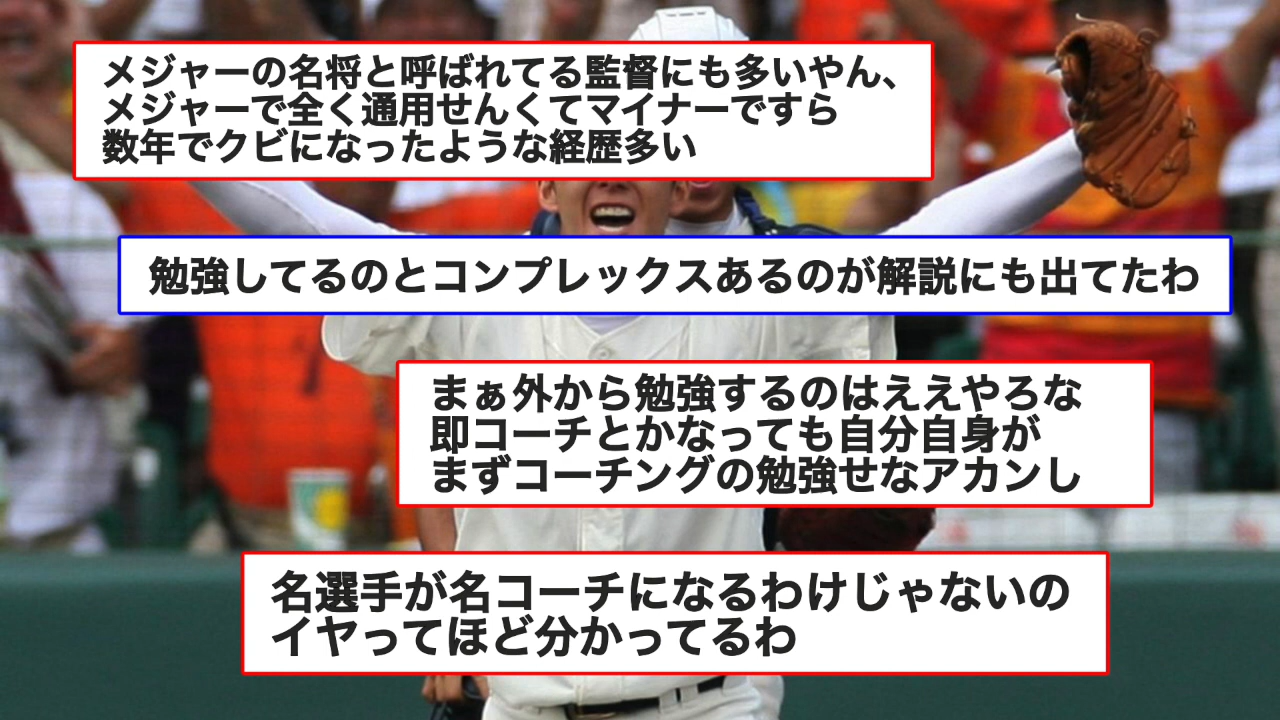 メジャーの名将と呼ばれてる監督にも多いやん、
メジャーで全く通用せんくてマイナーですら
数年でクビになったような経歴多い
勉強してるのとコンプレックスあるのが解説にも出てたわ
まぁ外から勉強するのはええやろな
即コーチとかなっても自分自身が
まずコーチングの勉強せなアカンし
名選手が名コーチになるわけじゃないの
イヤってほど分かってるわ